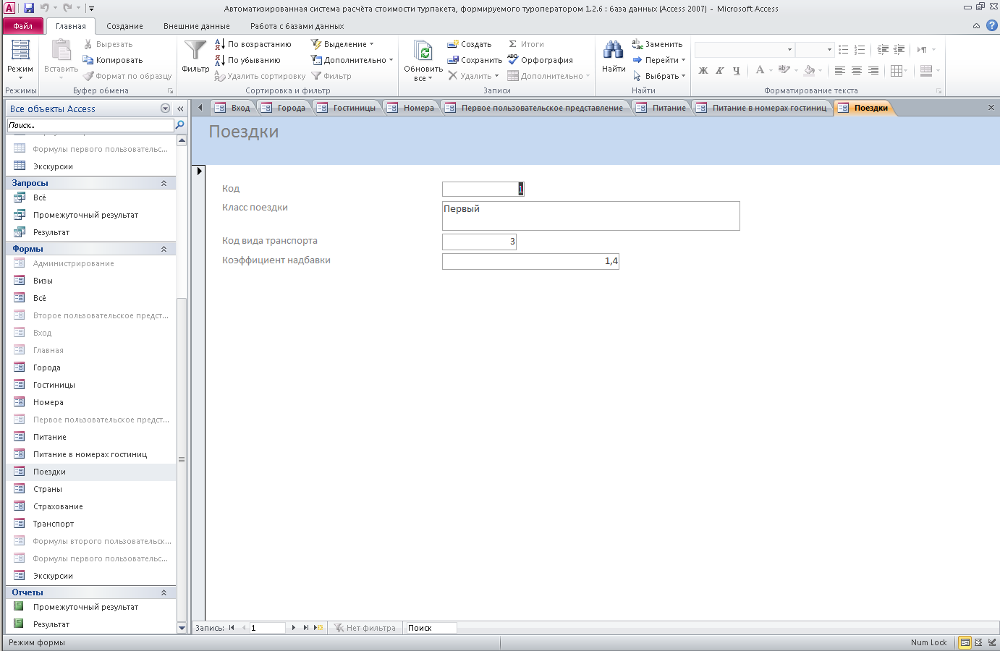 Автоматизированная система расчёта стоимости турпакета, формируемого туроператором 1.2.6 : база данных (Access 2007) - Microsoft Access
Файл Главная Создание Внешние данные Работа с базами данных
Режим
Режимы
Вставить
Вырезать
Копировать
Формат по образцу
Буфер обмена
Фильтр
По возрастанию
По убыванию
Удалить сортировку
Выделение
Дополнительно
Фильтр
Сортировка и фильтр
Обновить
все
Создать
Сохранить
Удалить
Итоги
Орфография
Дополнительно
Записи
Найти
Заменить
Перейти
Выбрать
Найти
Ж К Ч А
Форматирование текста
Все объекты Access
Поиск...
Формулы первого пользовательс...
Экскурсии
Запросы
Всё
Промежуточный результат
Результат
Формы
Администрирование
Визы
Всё
Второе пользовательское предст...
Вход
Главная
Города
Гостиницы
Номера
Первое пользовательское предст...
Питание
Питание в номерах гостиниц
Поездки
Страны
Страхование
Транспорт
Формулы второго пользовательск...
Формулы первого пользовательс...
Экскурсии
Отчеты
Промежуточный результат
Результат
Вход Города Гостиницы Номера Первое пользовательское представление Питание Питание в номерах гостиниц Поездки
Поездки
Код 1
Класс поездки Первый
Код вида транспорта 3
Коэффициент надбавки 1,4
Запись: 1 Нет фильтра Поиск
Режим формы Num Lock